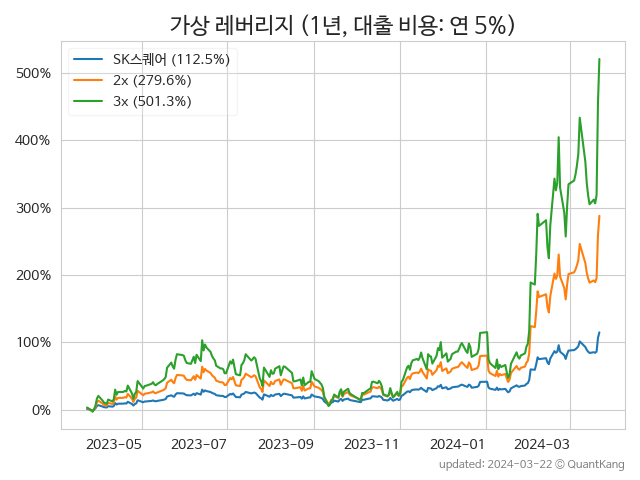 가상 레버리지 (1년, 대출 비용: 연 5%)
SK스퀘어 (112.5%)
2x (279.6%)
3x (501.3%)
500%
400%
300%
200%
100%
0%
2023-05
2023-07
2023-09
2023-11
2024-01
2024-03
updated: 2024-03-22 © QuantKang